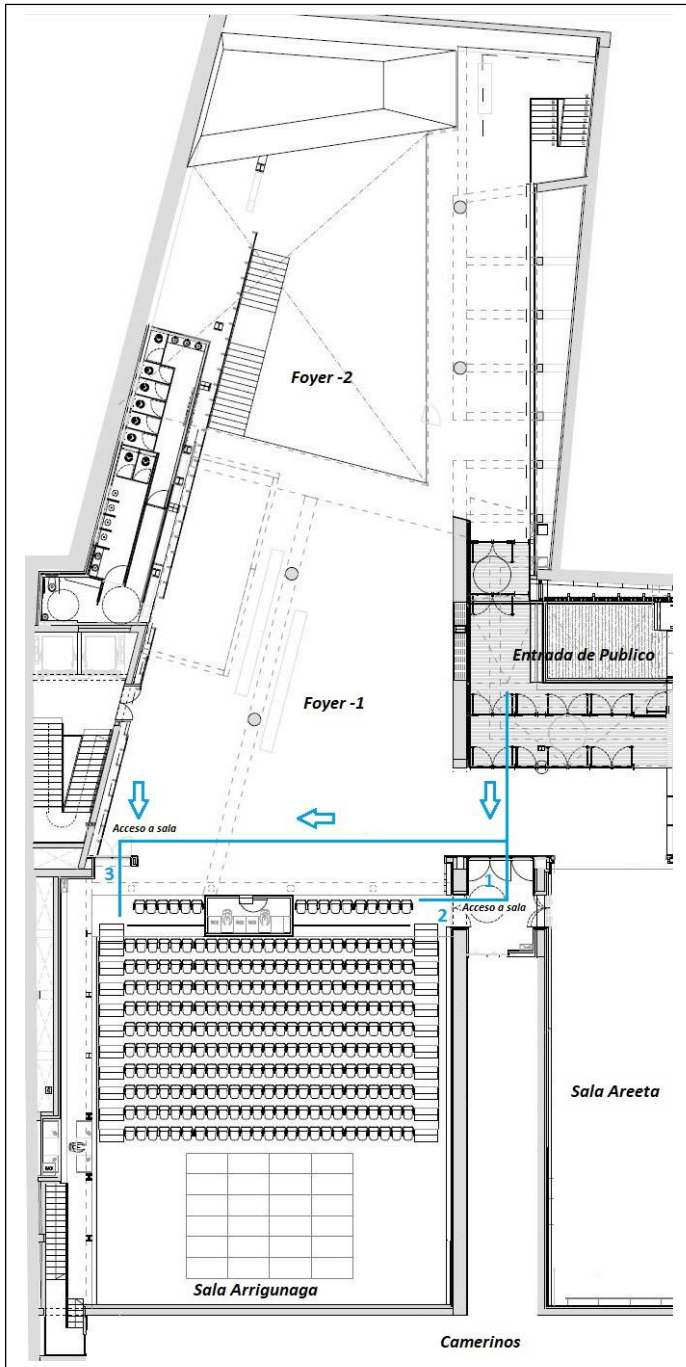 Foyer -2
Entrada de Publico
Foyer -1
Acceso a sala
3
1
Acceso a sala
2
Sala Areeta
Sala Arrigunaga
Camerinos